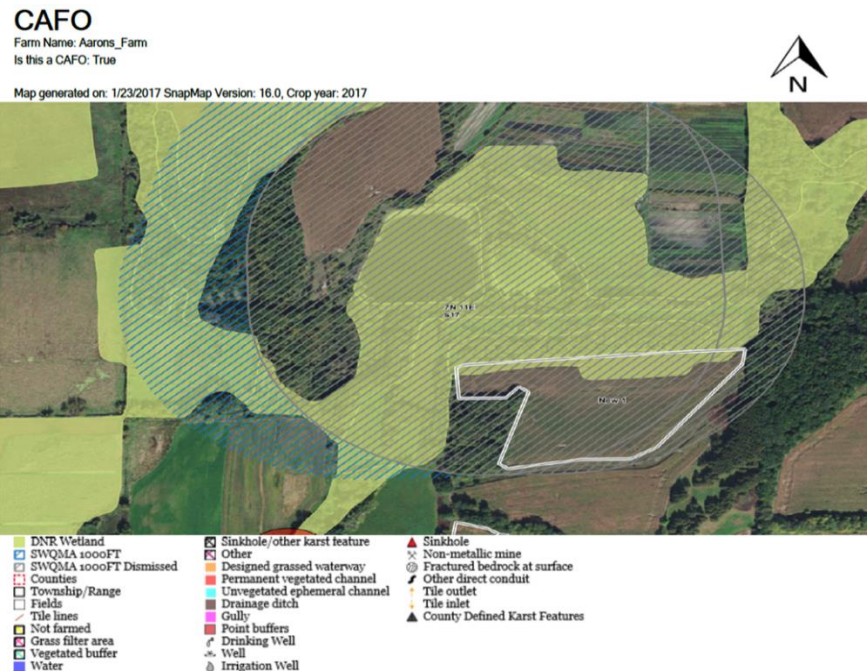 CAFO
Farm Name: Aarons_Farm
Is this a CAFO: True
N
Map generated on: 1/23/2017 SnapMap Version: 16.0, Crop year: 2017
New 1
DNR Wetland
SWQMA 1000FT
SWQMA 1000FT Dismissed
Counties
Township/Range
Fields
Tile lines
Not farmed
Grass filter area
Vegetated buffer
Water
Sinkhole/other karst feature
Other
Designed grassed waterway
Permanent vegetated channel
Unvegetated ephemeral channel
Drainage ditch
Gully
Point buffers
Drinking Well
Well
Irrigation Well
Sinkhole
Non-metallic mine
Fractured bedrock at surface
Other direct conduit
Tile outlet
Tile inlet
County Defined Karst Features